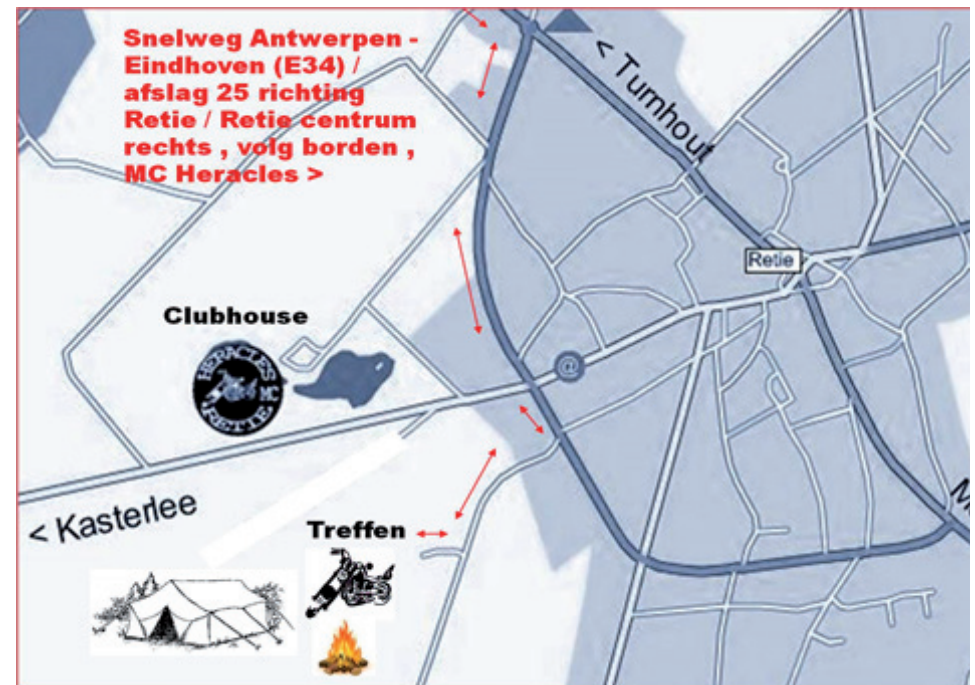 Snelweg Antwerpen -
Eindhoven (E34) /
afslag 25 richting
Retie / Retie centrum
rechts , volg borden ,
MC Heracles >
< Turnhout
Retie
Clubhouse
HERACLES
MC
RETIE
@
< Kasterlee
Treffen